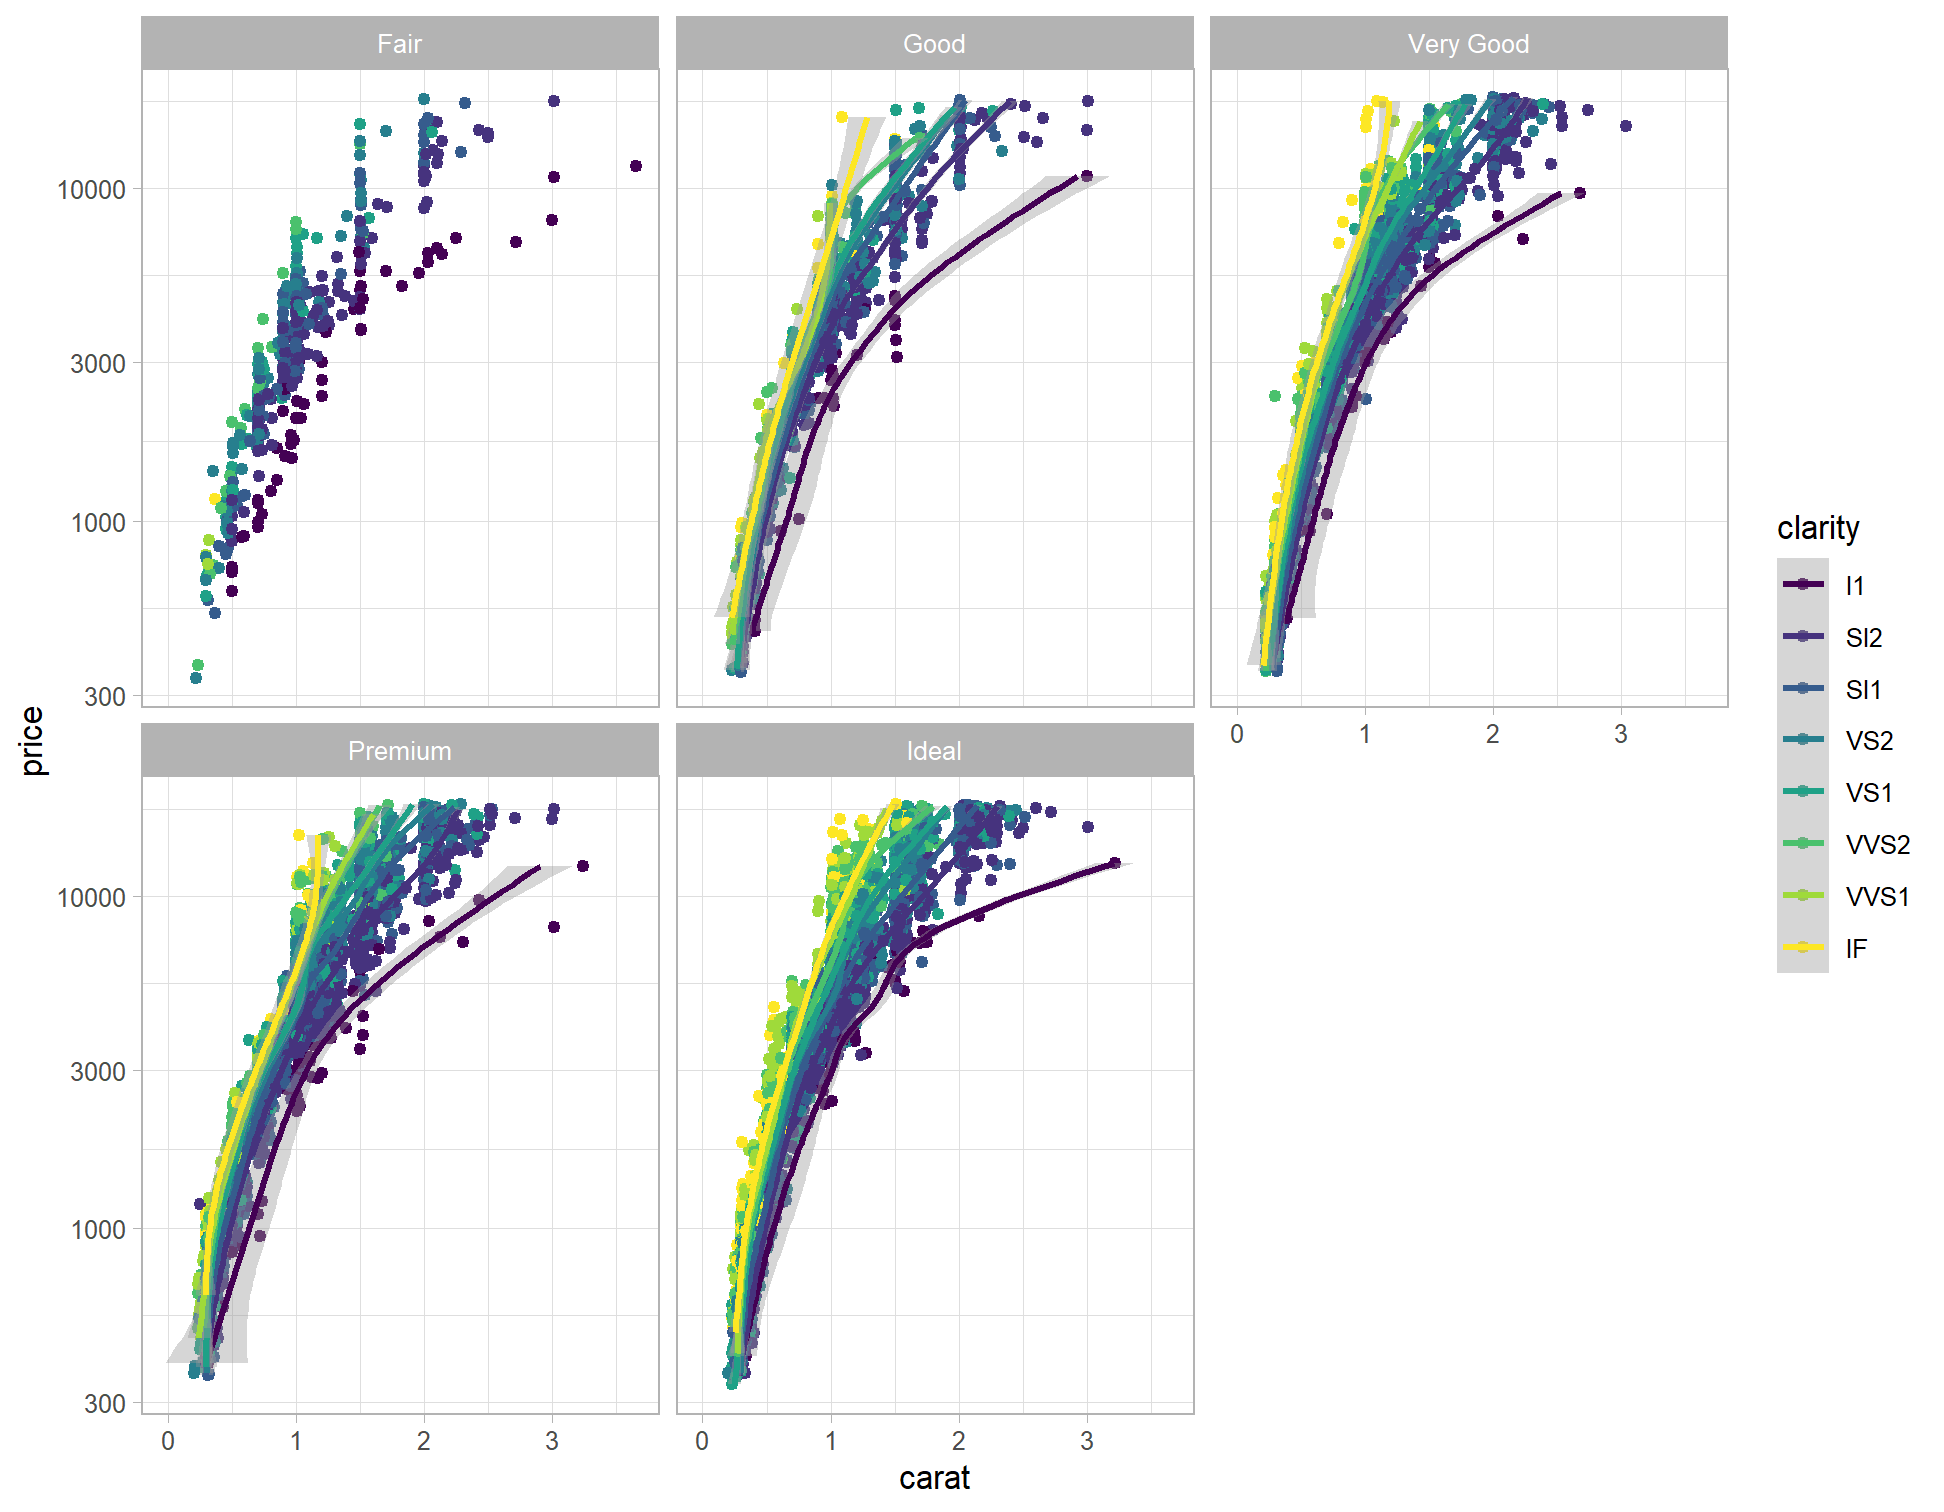 Fair
Good
Very Good
10000
3000
1000
300
0 1 2 3
Premium
Ideal
10000
3000
1000
300
0 1 2 3
0 1 2 3
carat
price
clarity
I1
SI2
SI1
VS2
VS1
VVS2
VVS1
IF